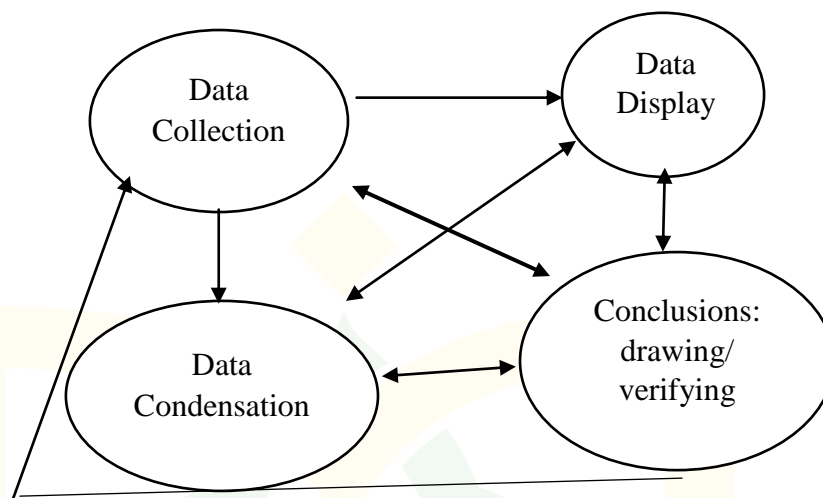 Data
Collection
Data
Display
Data
Condensation
Conclusions:
drawing/
verifying